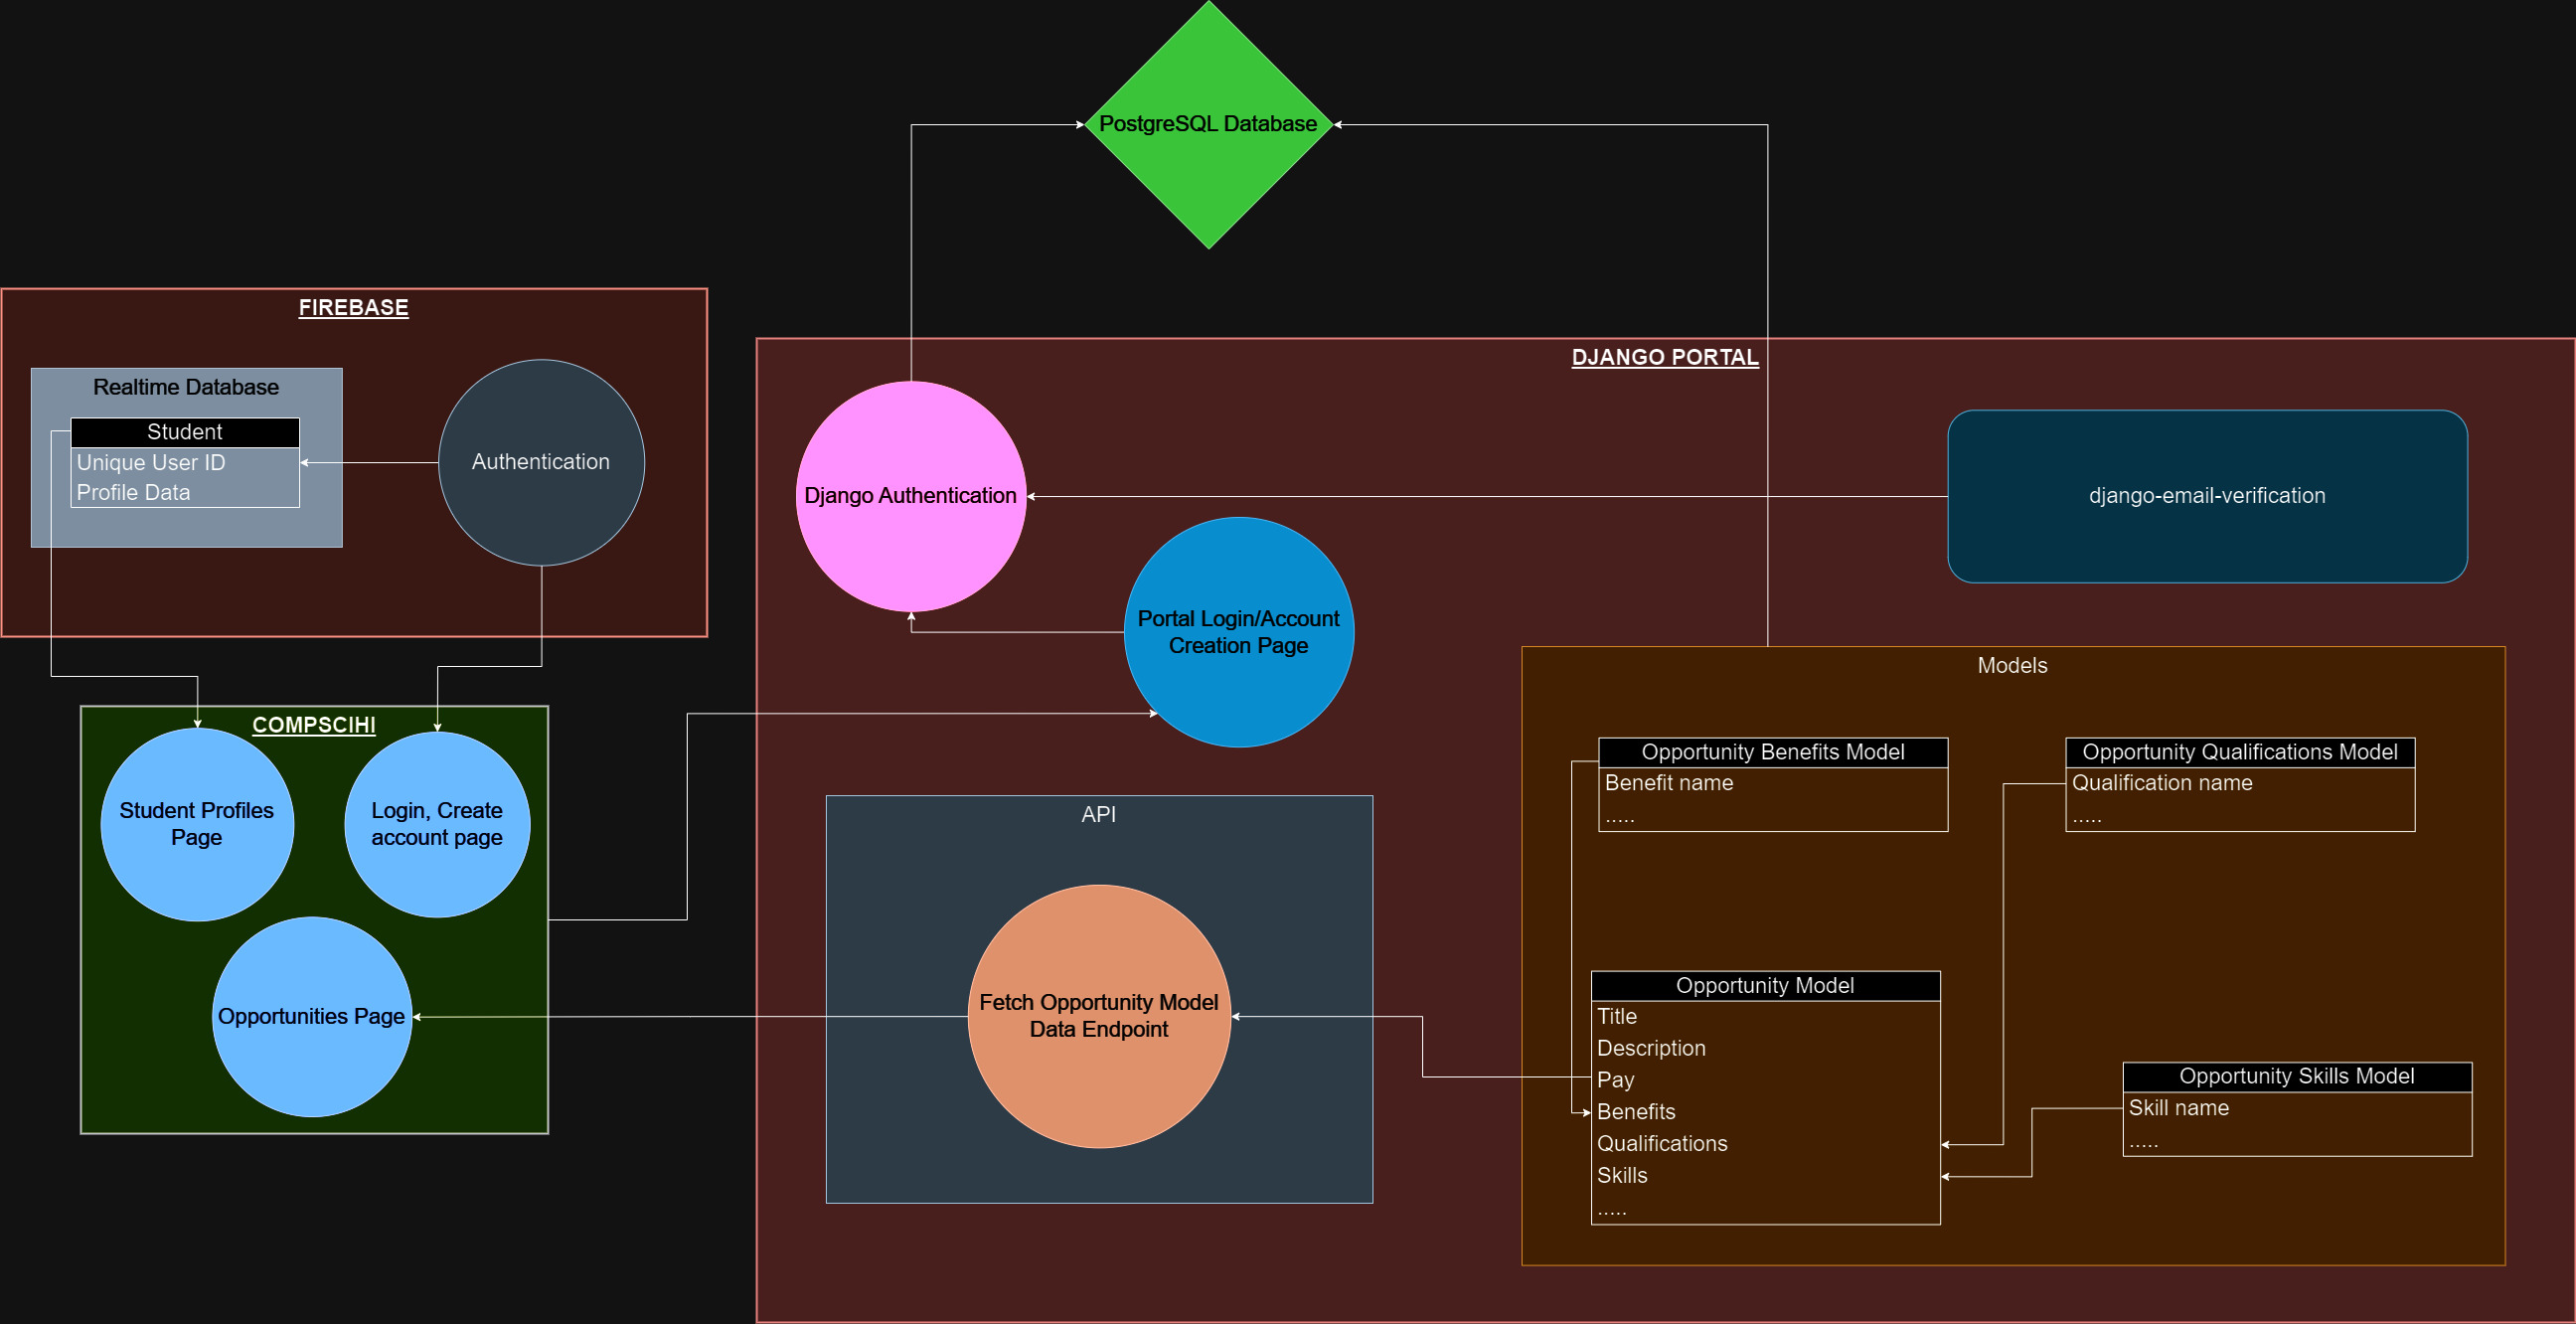 PostgreSQL Database
FIREBASE
Realtime Database
Student
Unique User ID
Profile Data
Authentication
COMPSCIHI
Student Profiles
Page
Login, Create
account page
Opportunities Page
DJANGO PORTAL
Django Authentication
django-email-verification
Portal Login/Account
Creation Page
API
Fetch Opportunity Model
Data Endpoint
Models
Opportunity Benefits Model
Benefit name
.....
Opportunity Qualifications Model
Qualification name
.....
Opportunity Model
Title
Description
Pay
Benefits
Qualifications
Skills
.....
Opportunity Skills Model
Skill name
.....